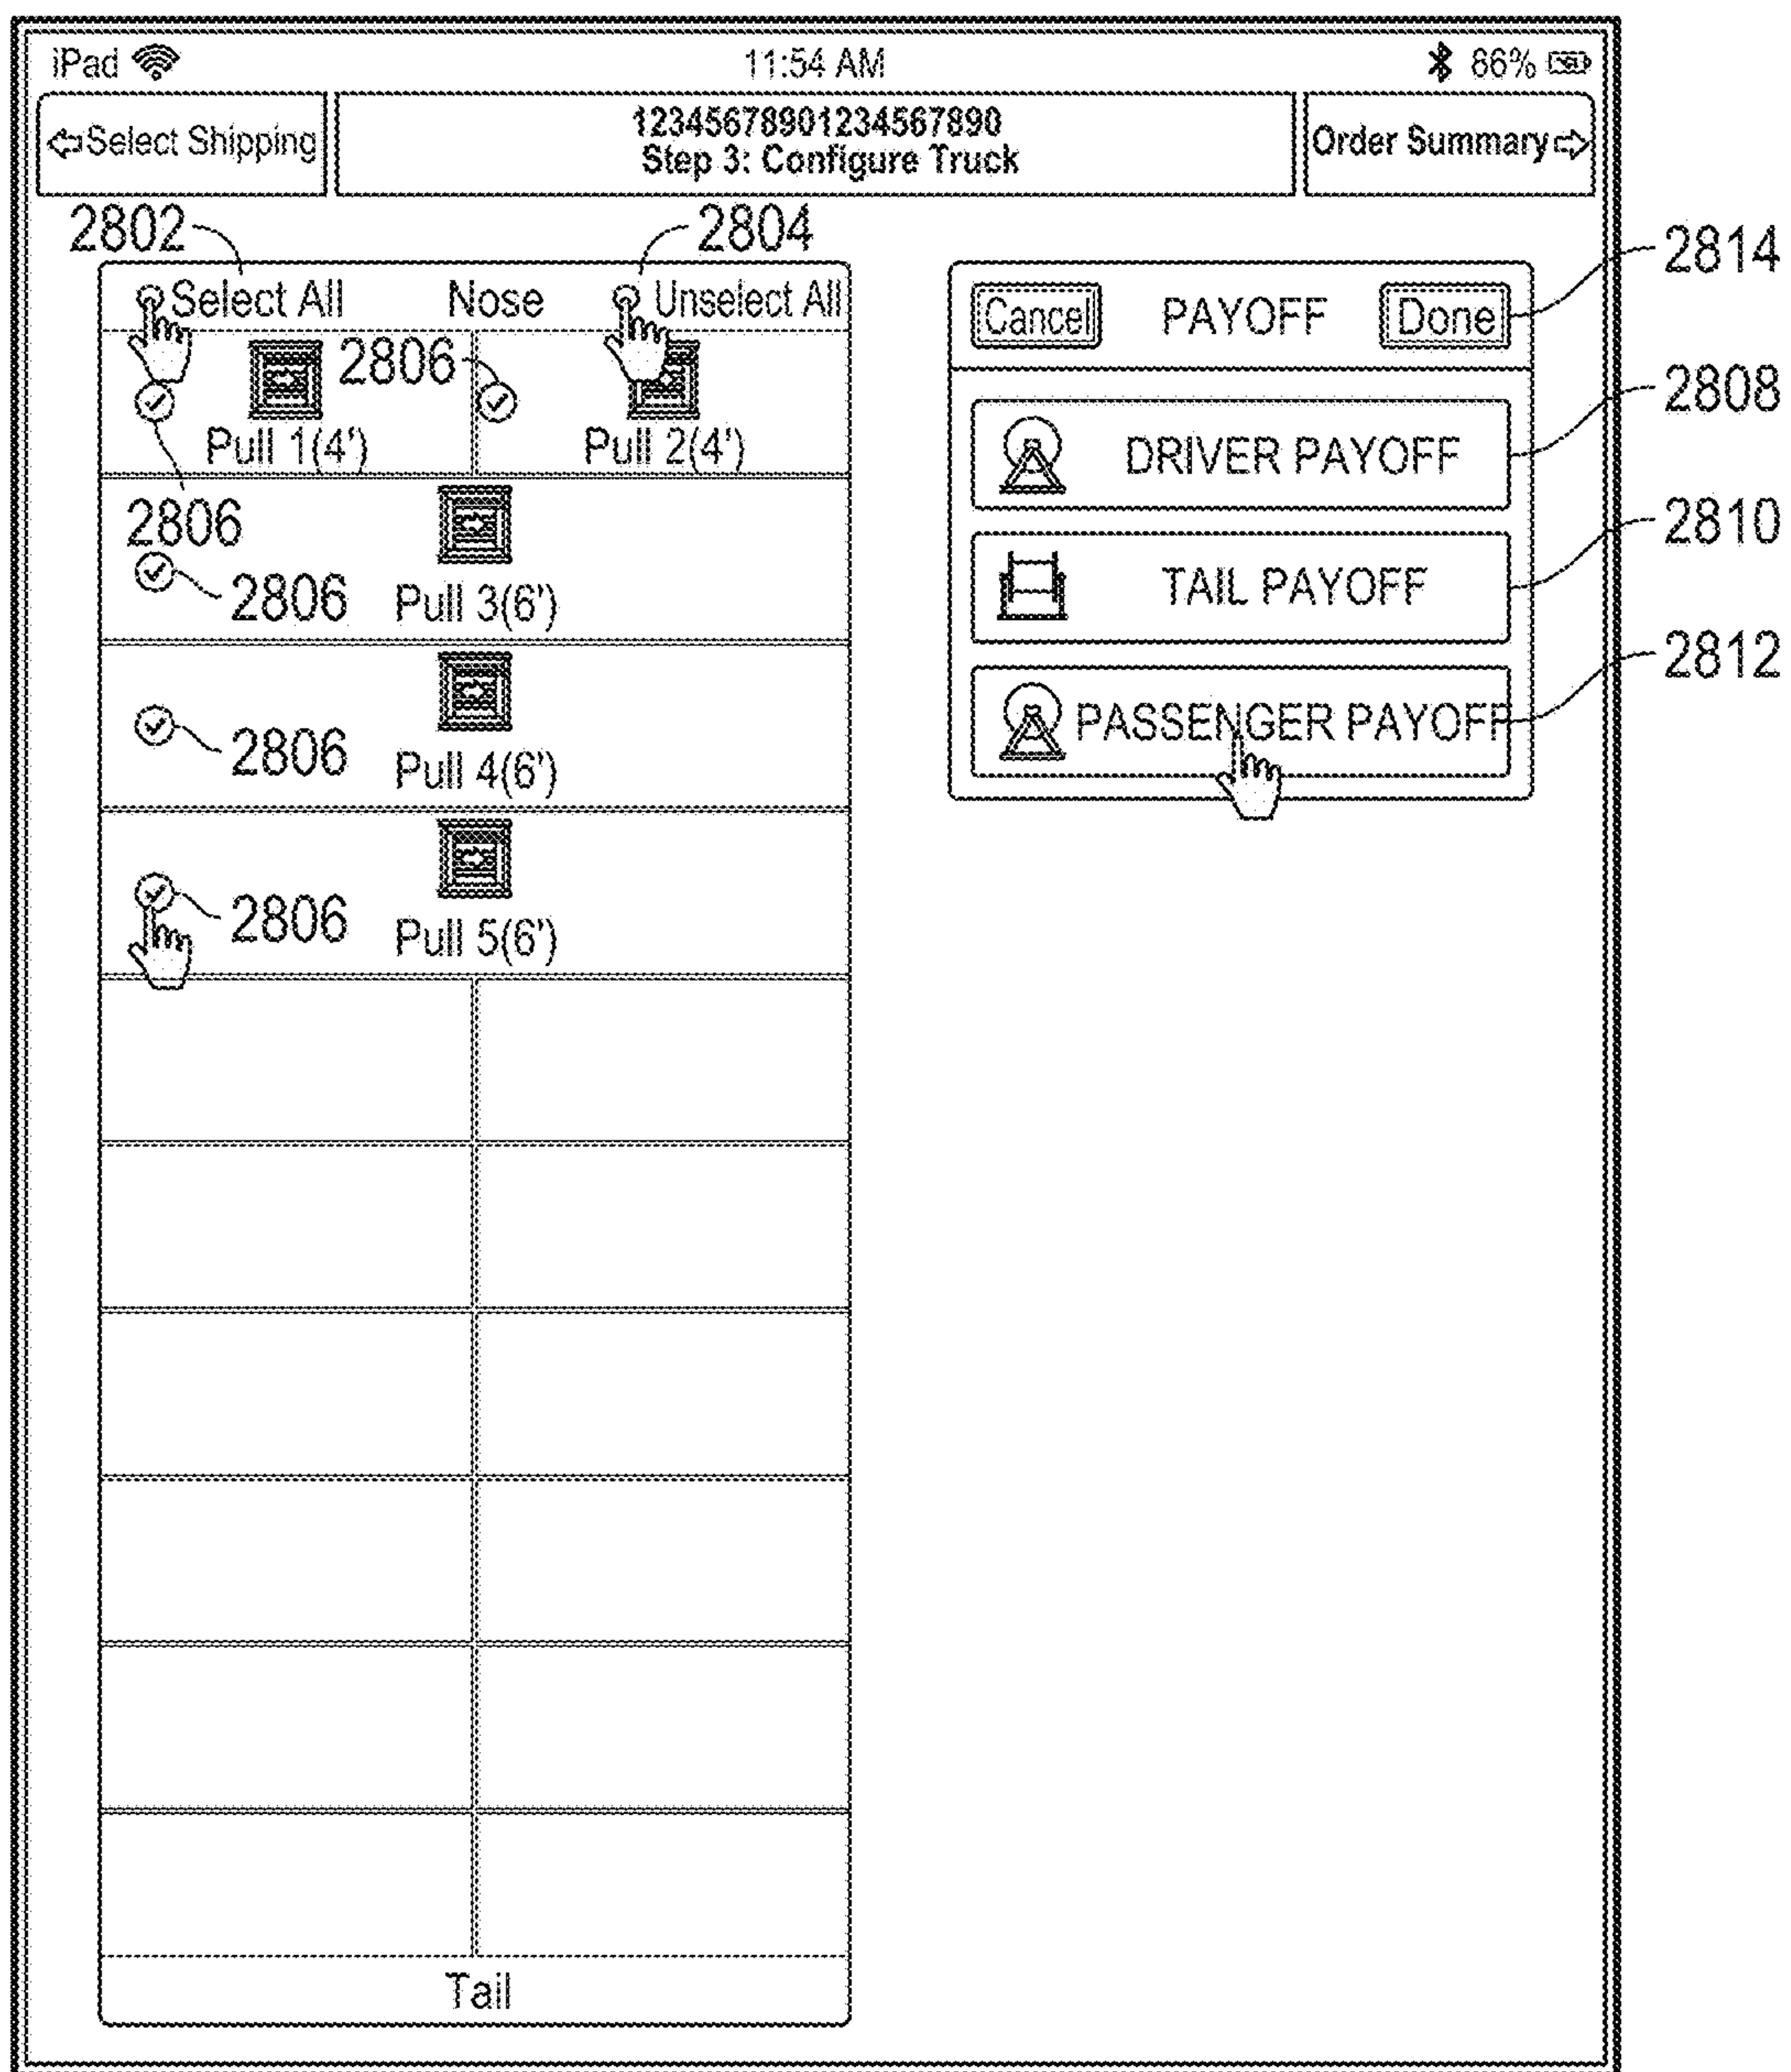 iPad 11:54 AM 86%
Select Shipping
12345678901234567890
Step 3: Configure Truck
Order Summary
2802
2804
2814
Select All Nose Unselect All
Cancel PAYOFF Done
2806
Pull 1(4') Pull 2(4')
2808
DRIVER PAYOFF
2806
2806 Pull 3(6')
2810
TAIL PAYOFF
2812
PASSENGER PAYOFF
2806 Pull 4(6')
2806 Pull 5(6')
Tail